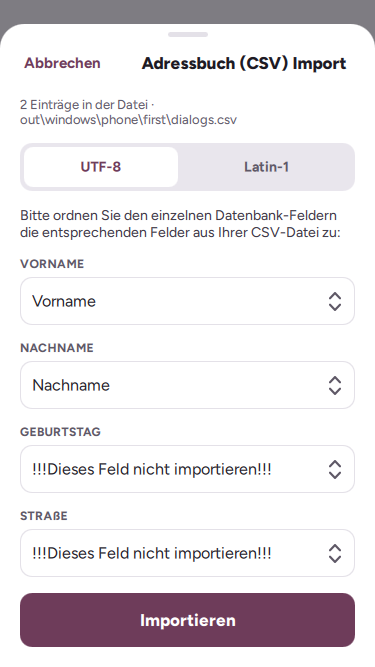 Abbrechen
Adressbuch (CSV) Import
2 Einträge in der Datei ·
out\windows\phone\first\dialogs.csv
UTF-8
Latin-1
Bitte ordnen Sie den einzelnen Datenbank-Feldern
die entsprechenden Felder aus Ihrer CSV-Datei zu:
VORNAME
Vorname
NACHNAME
Nachname
GEBURTSTAG
!!!Dieses Feld nicht importieren!!!
STRAßE
!!!Dieses Feld nicht importieren!!!
Importieren